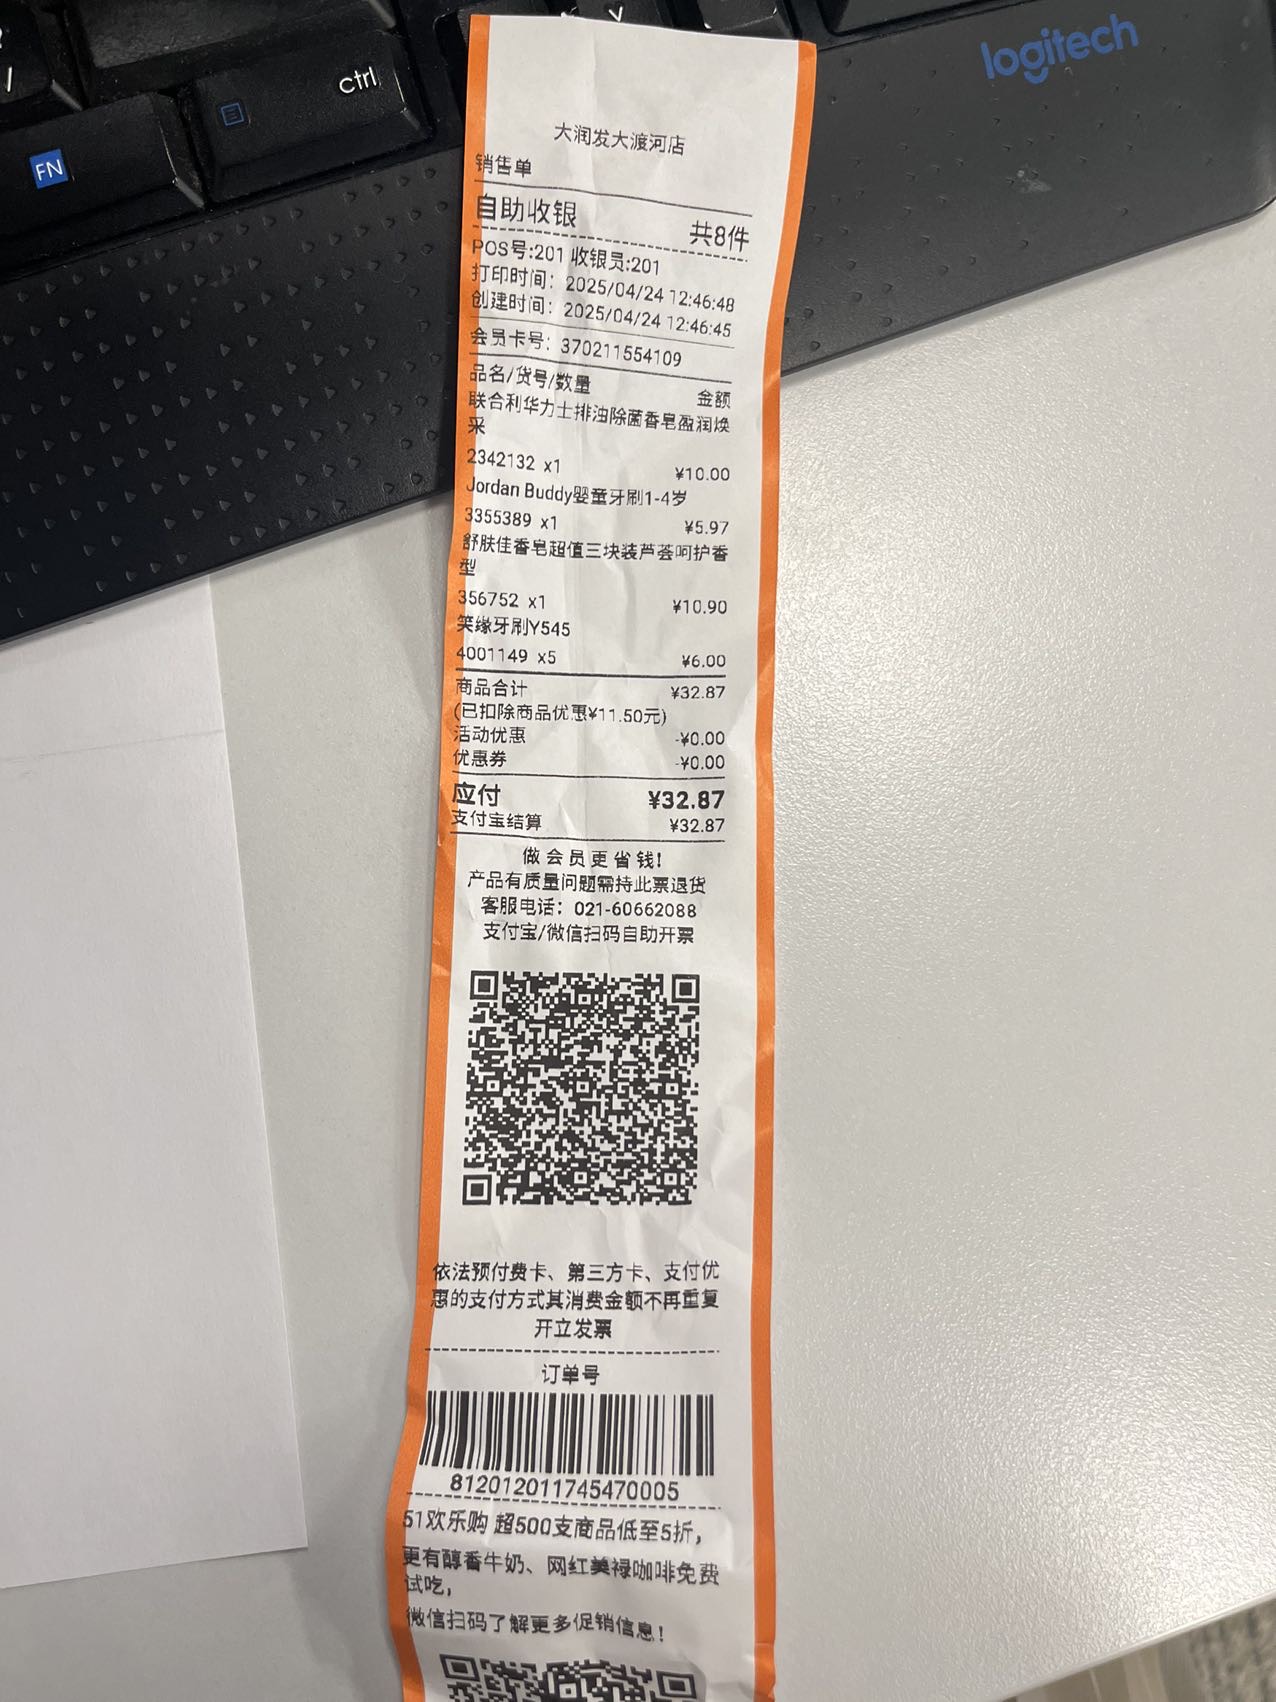 logitech
ctrl
FN
大润发大渡河店
销售单
自助收银 共8件
POS号:201 收银员:201
打印时间: 2025/04/24 12:46:48
创建时间: 2025/04/24 12:46:45
会员卡号: 370211554109
品名/货号/数量 金额
联合利华力士排油除菌香皂盈润焕
采
2342132 x1 ¥10.00
Jordan Buddy婴童牙刷1-4岁
3355389 x1 ¥5.97
舒肤佳香皂超值三块装芦荟呵护香
型
356752 x1 ¥10.90
笑缘牙刷Y545
4001149 x5 ¥6.00
商品合计 ¥32.87
(已扣除商品优惠¥11.50元)
活动优惠 -¥0.00
优惠券 -¥0.00
应付 ¥32.87
支付宝结算 ¥32.87
做会员更省钱!
产品有质量问题需持此票退货
客服电话: 021-60662088
支付宝/微信扫码自助开票
依法预付费卡、第三方卡、支付优
惠的支付方式其消费金额不再重复
开立发票
订单号
812012011745470005
51欢乐购 超500支商品低至5折,
更有醇香牛奶、网红美禄咖啡免费
试吃,
微信扫码了解更多促销信息!